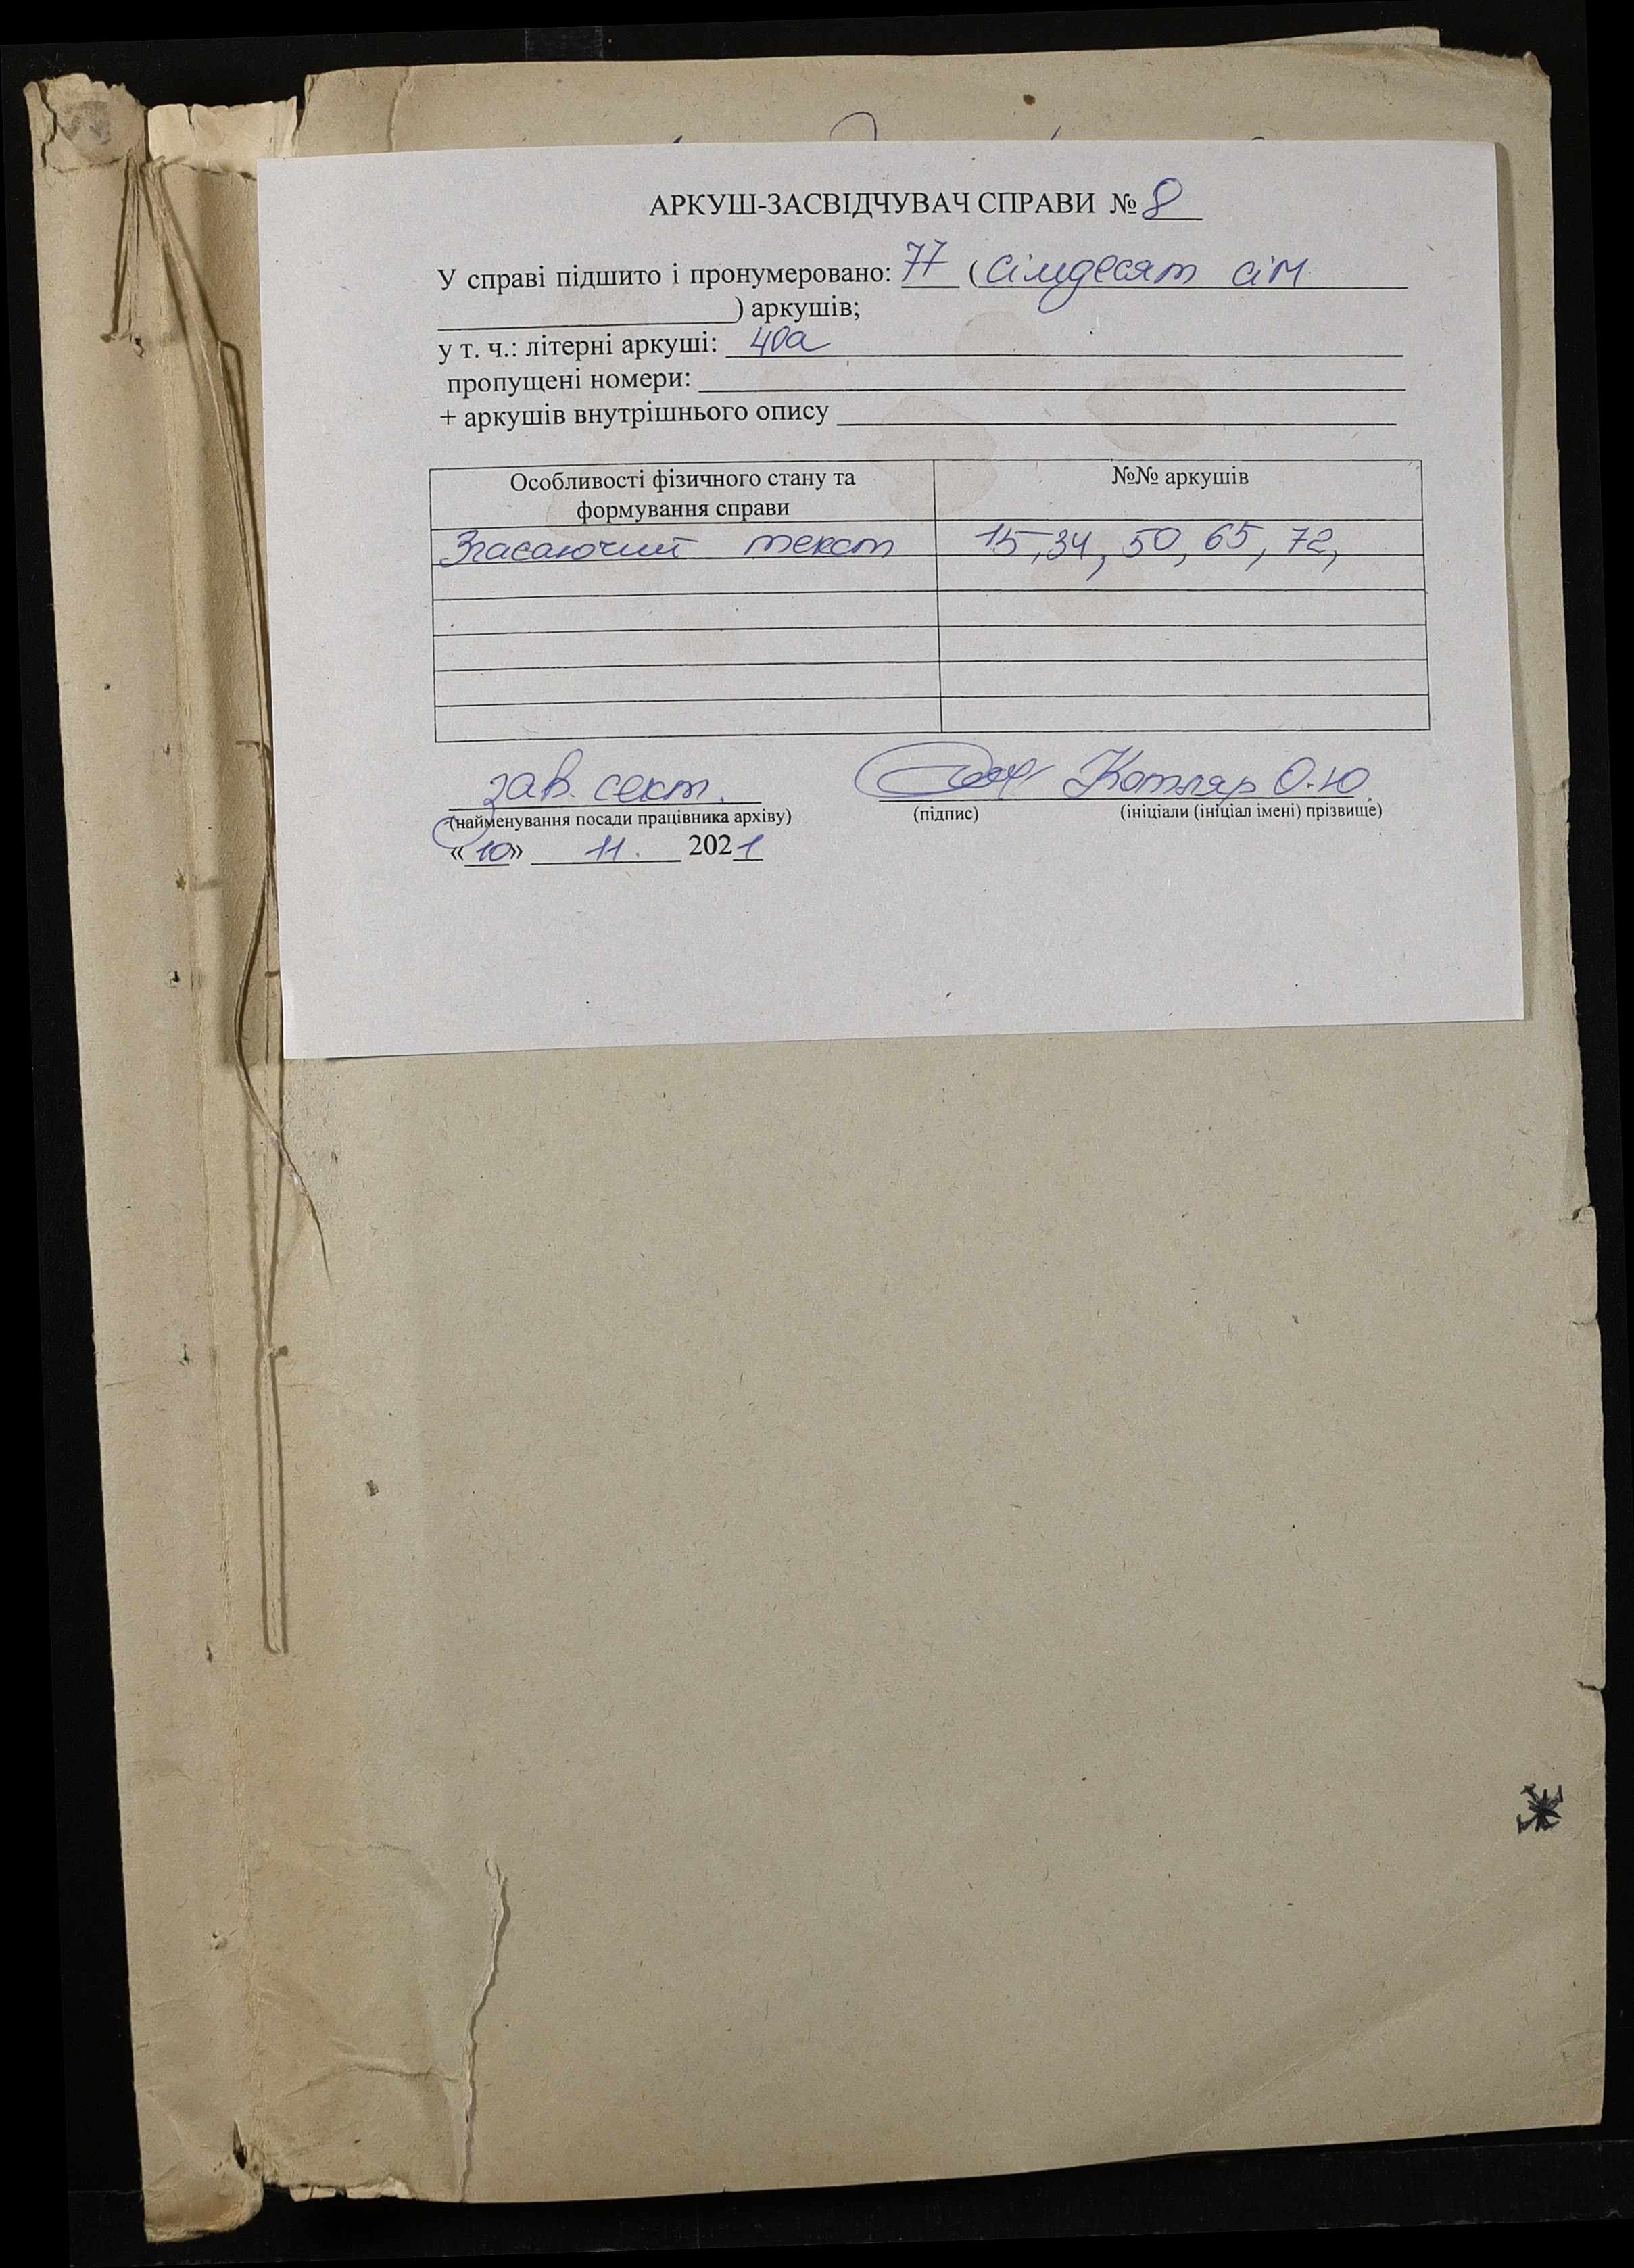 АРКУШ-ЗАСВІДЧУВАЧ СПРАВИ № 8
У справі підшито і пронумеровано: 77 (сімдесят сім
) аркушів;
у т. ч.: літерні аркуші: 40а
пропущені номери:
+ аркушів внутрішнього опису
Особливості фізичного стану та формування справи
№№ аркушів
Згасаючий текст 15, 34, 50, 65, 72,
зав. сект. Котляр О.Ю.
(найменування посади працівника архіву) (підпис) (ініціали (ініціал імені) прізвище)
«10» 11. 2021